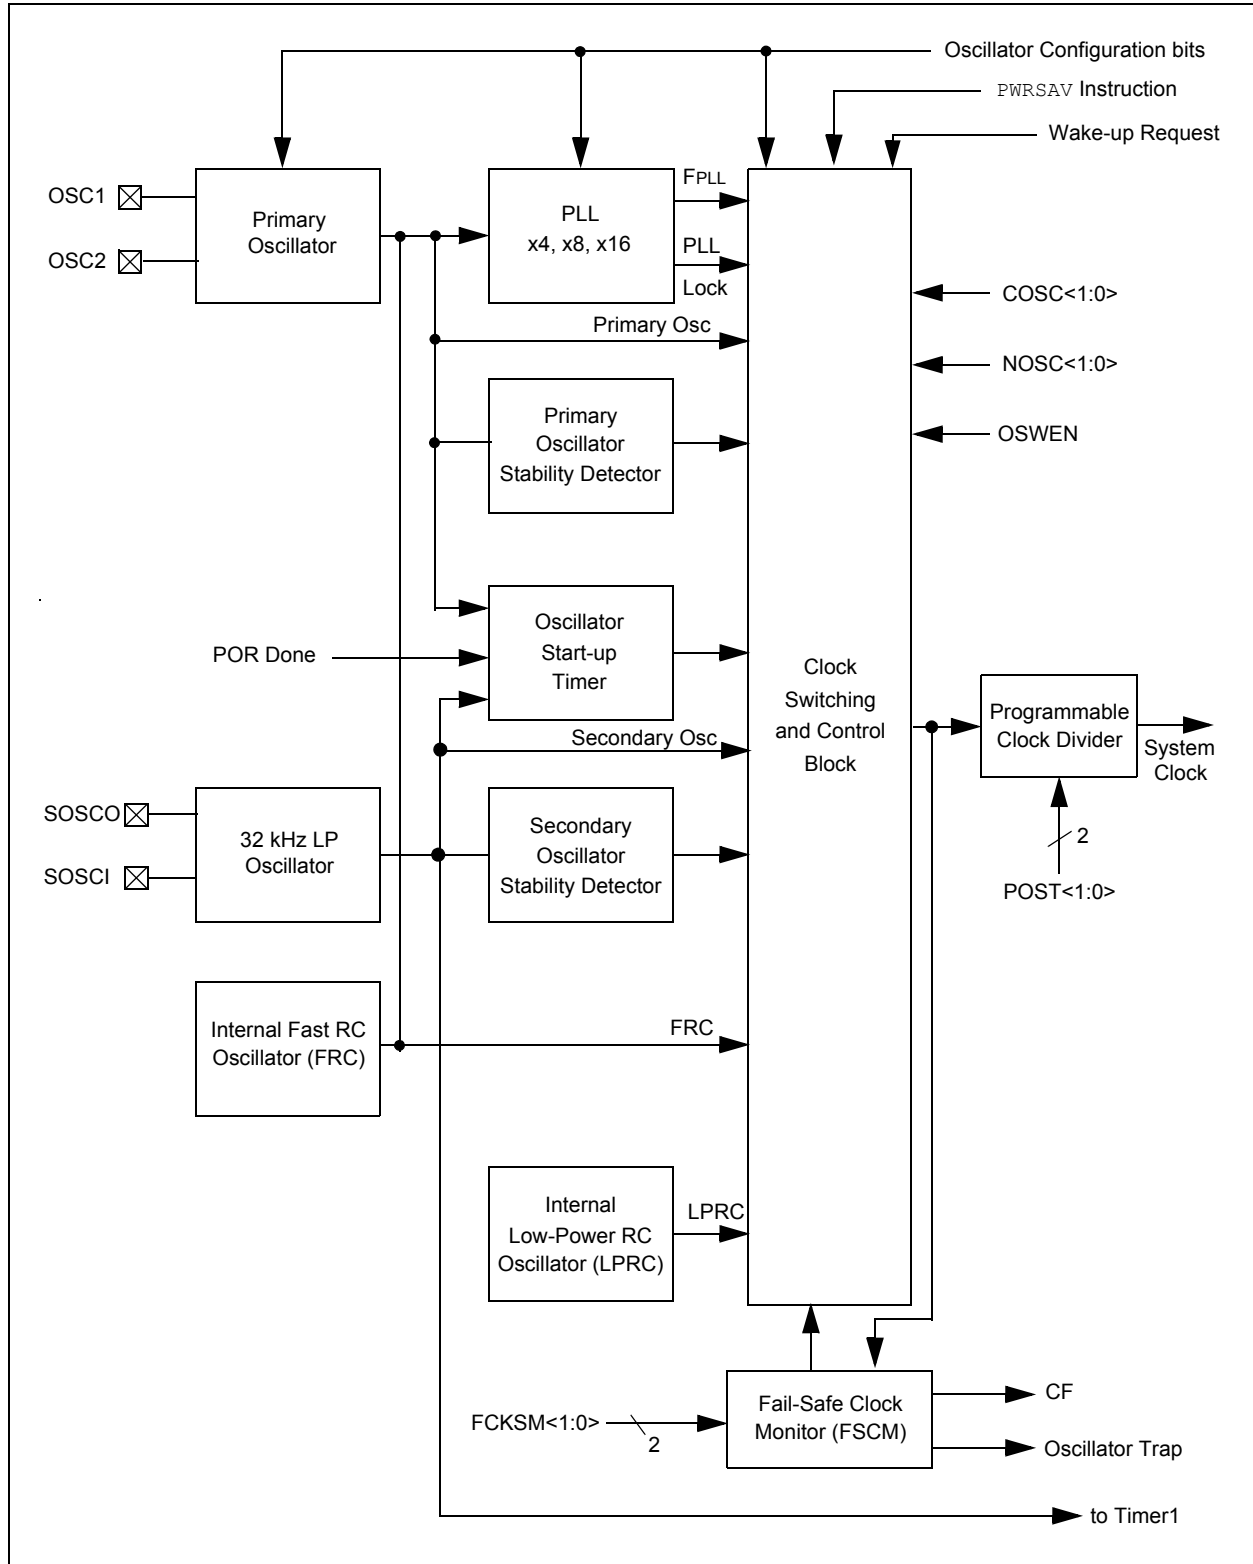 Oscillator Configuration bits
PWRSAV Instruction
Wake-up Request
OSC1
OSC2
Primary
Oscillator
PLL
x4, x8, x16
FPLL
PLL
Lock
Primary Osc
COSC<1:0>
NOSC<1:0>
OSWEN
Primary
Oscillator
Stability Detector
POR Done
Oscillator
Start-up
Timer
Secondary Osc
Clock
Switching
and Control
Block
Programmable
Clock Divider
System
Clock
2
POST<1:0>
SOSCO
SOSCI
32 kHz LP
Oscillator
Secondary
Oscillator
Stability Detector
Internal Fast RC
Oscillator (FRC)
FRC
Internal
Low-Power RC
Oscillator (LPRC)
LPRC
FCKSM<1:0>
2
Fail-Safe Clock
Monitor (FSCM)
CF
Oscillator Trap
to Timer1